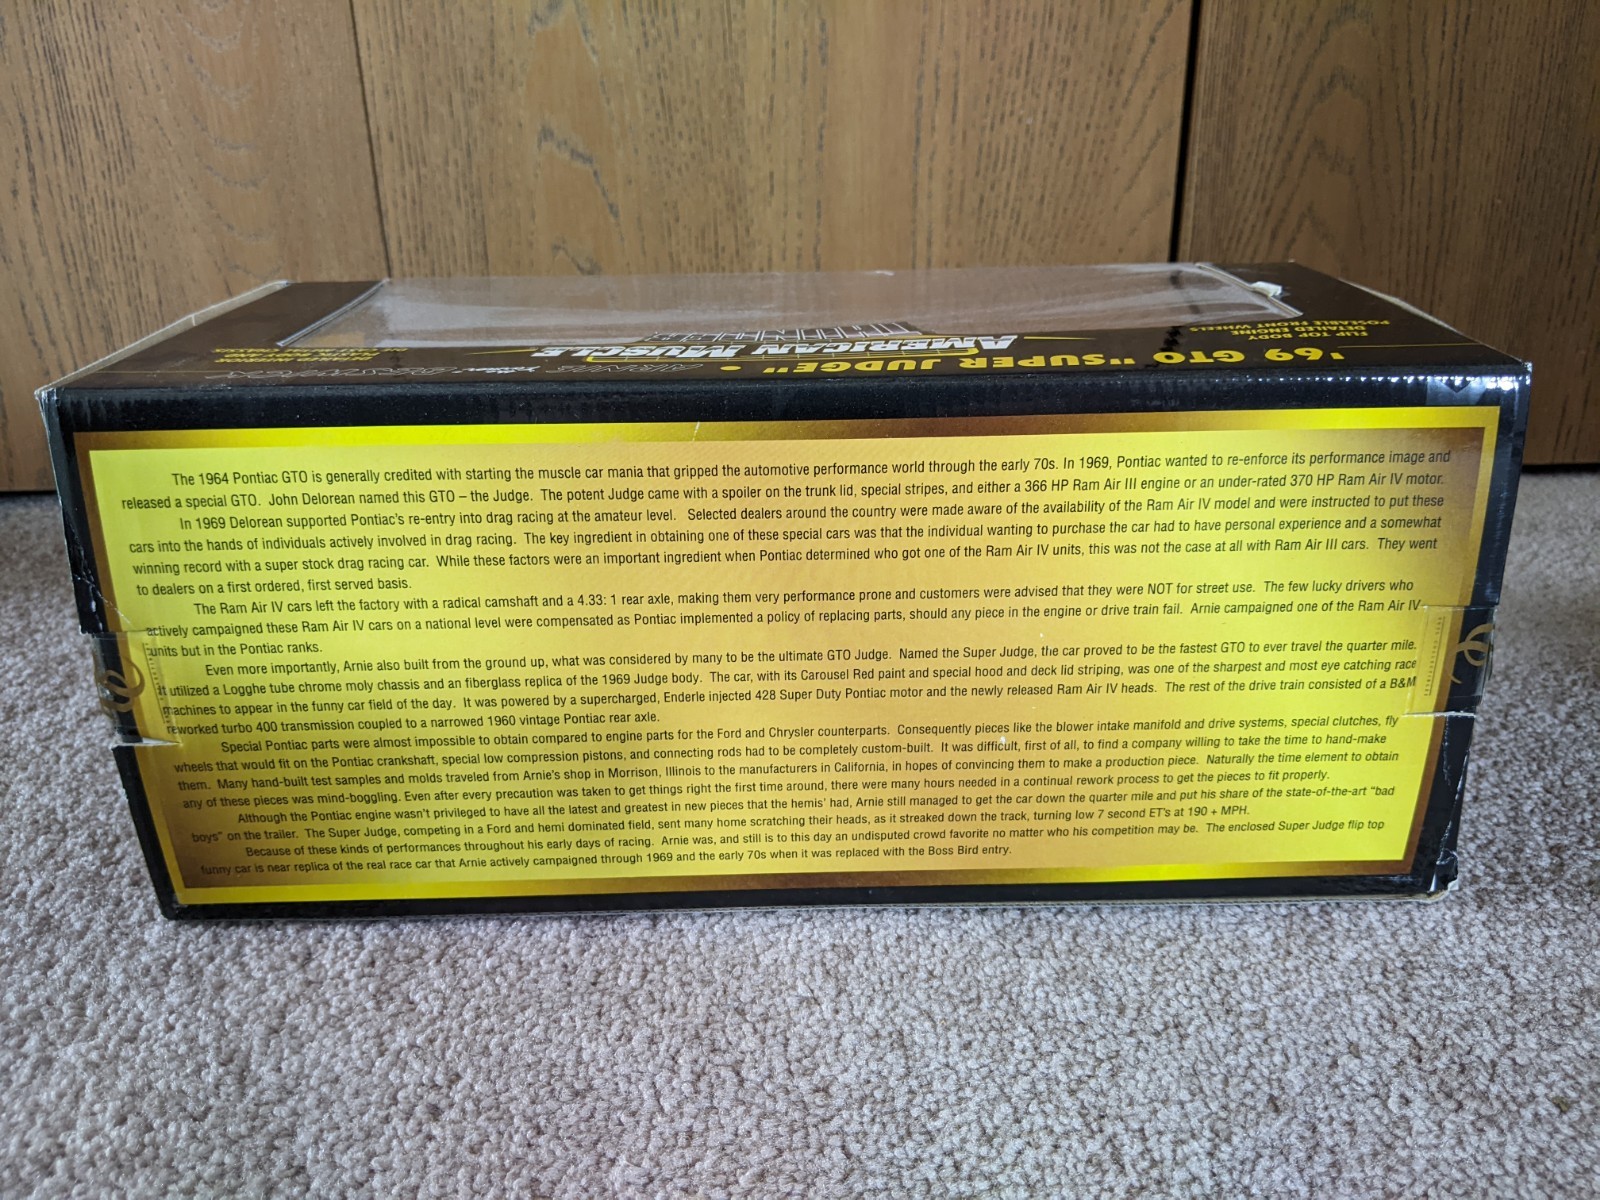 FLIP TOP BODY
DETAILED ENGINE
POSEABLE FRONT WHEELS
AMERICAN MUSCLE
'69 GTO "SUPER JUDGE" • ARNIE "The Farmer" BESWICK
The 1964 Pontiac GTO is generally credited with starting the muscle car mania that gripped the automotive performance world through the early 70s. In 1969, Pontiac wanted to re-enforce its performance image and
released a special GTO. John Delorean named this GTO – the Judge. The potent Judge came with a spoiler on the trunk lid, special stripes, and either a 366 HP Ram Air III engine or an under-rated 370 HP Ram Air IV motor.
In 1969 Delorean supported Pontiac's re-entry into drag racing at the amateur level. Selected dealers around the country were made aware of the availability of the Ram Air IV model and were instructed to put these
cars into the hands of individuals actively involved in drag racing. The key ingredient in obtaining one of these special cars was that the individual wanting to purchase the car had to have personal experience and a somewhat
winning record with a super stock drag racing car. While these factors were an important ingredient when Pontiac determined who got one of the Ram Air IV units, this was not the case at all with Ram Air III cars. They went
to dealers on a first ordered, first served basis.
The Ram Air IV cars left the factory with a radical camshaft and a 4.33: 1 rear axle, making them very performance prone and customers were advised that they were NOT for street use. The few lucky drivers who
actively campaigned these Ram Air IV cars on a national level were compensated as Pontiac implemented a policy of replacing parts, should any piece in the engine or drive train fail. Arnie campaigned one of the Ram Air IV
units but in the Pontiac ranks.
Even more importantly, Arnie also built from the ground up, what was considered by many to be the ultimate GTO Judge. Named the Super Judge, the car proved to be the fastest GTO to ever travel the quarter mile.
It utilized a Logghe tube chrome moly chassis and an fiberglass replica of the 1969 Judge body. The car, with its Carousel Red paint and special hood and deck lid striping, was one of the sharpest and most eye catching race
machines to appear in the funny car field of the day. It was powered by a supercharged, Enderle injected 428 Super Duty Pontiac motor and the newly released Ram Air IV heads. The rest of the drive train consisted of a B&M
reworked turbo 400 transmission coupled to a narrowed 1960 vintage Pontiac rear axle.
Special Pontiac parts were almost impossible to obtain compared to engine parts for the Ford and Chrysler counterparts. Consequently pieces like the blower intake manifold and drive systems, special clutches, fly
wheels that would fit on the Pontiac crankshaft, special low compression pistons, and connecting rods had to be completely custom-built. It was difficult, first of all, to find a company willing to take the time to hand-make
them. Many hand-built test samples and molds traveled from Arnie's shop in Morrison, Illinois to the manufacturers in California, in hopes of convincing them to make a production piece. Naturally the time element to obtain
any of these pieces was mind-boggling. Even after every precaution was taken to get things right the first time around, there were many hours needed in a continual rework process to get the pieces to fit properly.
Although the Pontiac engine wasn't privileged to have all the latest and greatest in new pieces that the hemis' had, Arnie still managed to get the car down the quarter mile and put his share of the state-of-the-art "bad
boys" on the trailer. The Super Judge, competing in a Ford and hemi dominated field, sent many home scratching their heads, as it streaked down the track, turning low 7 second ET's at 190 + MPH.
Because of these kinds of performances throughout his early days of racing. Arnie was, and still is to this day an undisputed crowd favorite no matter who his competition may be. The enclosed Super Judge flip top
funny car is near replica of the real race car that Arnie actively campaigned through 1969 and the early 70s when it was replaced with the Boss Bird entry.